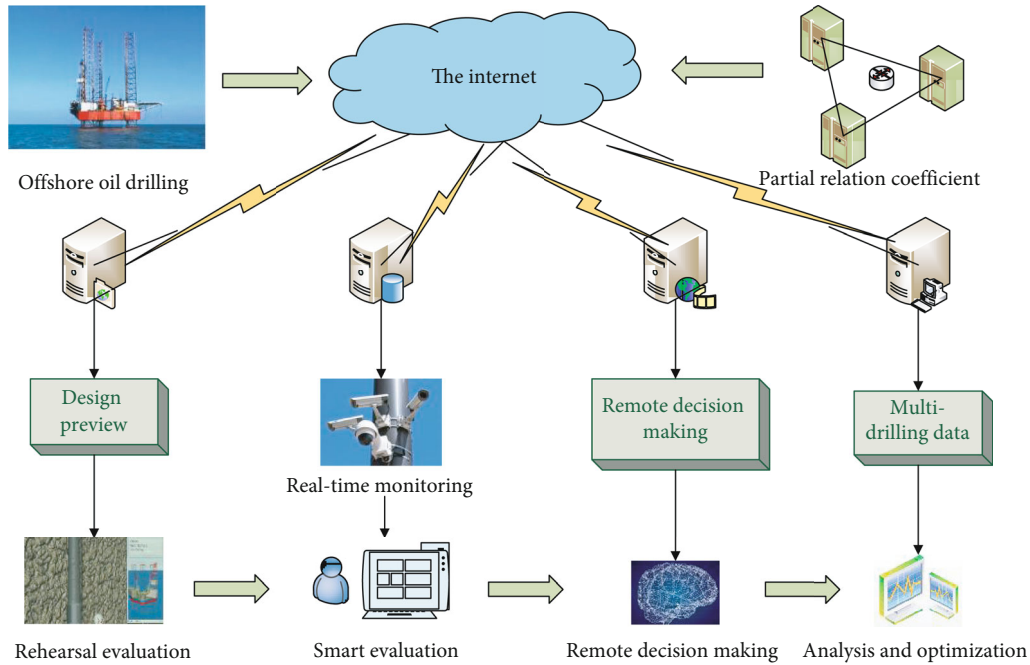 The internet
Offshore oil drilling
Partial relation coefficient
Design
preview
Remote decision
making
Multi-
drilling data
Real-time monitoring
Rehearsal evaluation
Smart evaluation
Remote decision making
Analysis and optimization